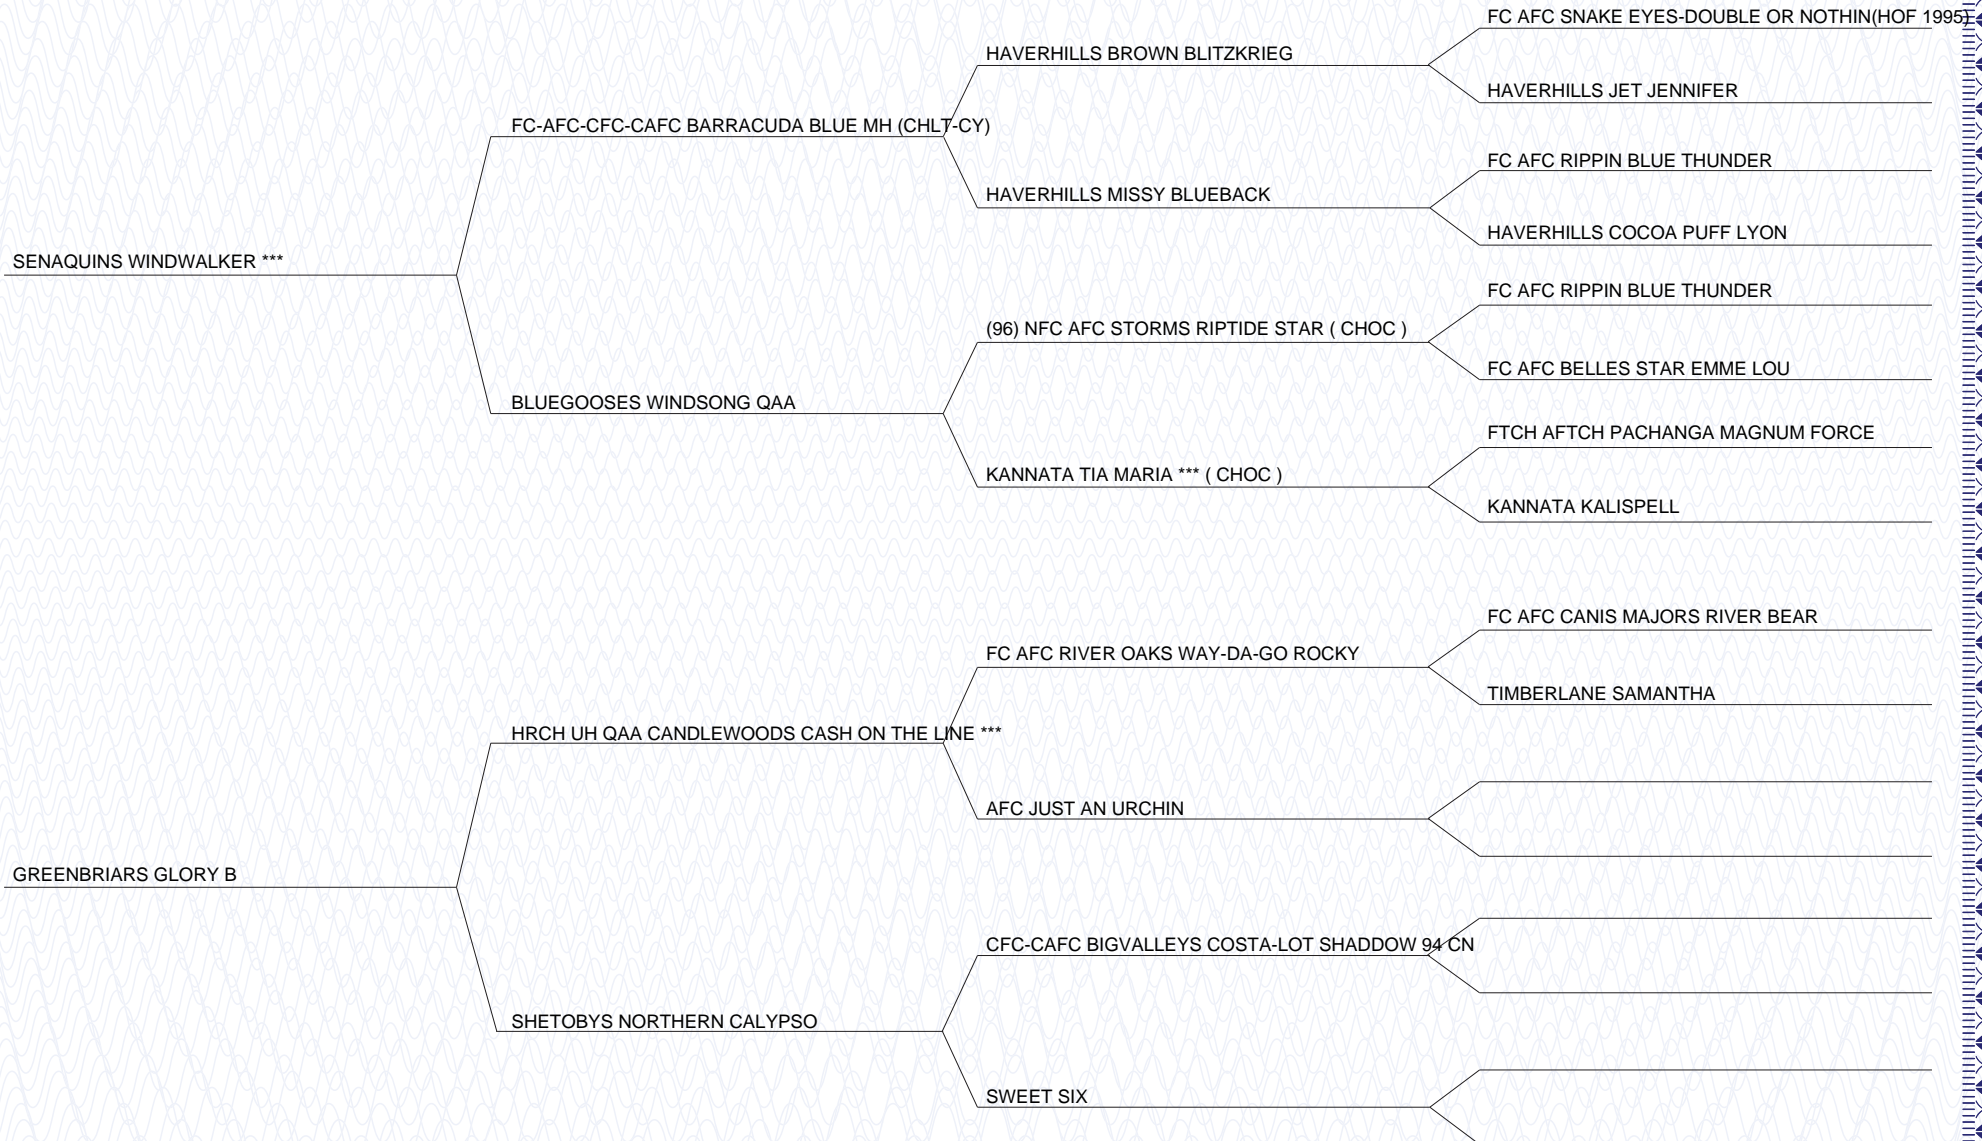 FC AFC SNAKE EYES-DOUBLE OR NOTHIN(HOF 1995)
HAVERHILLS BROWN BLITZKRIEG
HAVERHILLS JET JENNIFER
FC-AFC-CFC-CAFC BARRACUDA BLUE MH (CHLT-CY)
FC AFC RIPPIN BLUE THUNDER
HAVERHILLS MISSY BLUEBACK
HAVERHILLS COCOA PUFF LYON
SENAQUINS WINDWALKER ***
FC AFC RIPPIN BLUE THUNDER
(96) NFC AFC STORMS RIPTIDE STAR ( CHOC )
FC AFC BELLES STAR EMME LOU
BLUEGOOSES WINDSONG QAA
FTCH AFTCH PACHANGA MAGNUM FORCE
KANNATA TIA MARIA *** ( CHOC )
KANNATA KALISPELL
FC AFC CANIS MAJORS RIVER BEAR
FC AFC RIVER OAKS WAY-DA-GO ROCKY
TIMBERLANE SAMANTHA
HRCH UH QAA CANDLEWOODS CASH ON THE LINE ***
AFC JUST AN URCHIN
GREENBRIARS GLORY B
CFC-CAFC BIGVALLEYS COSTA-LOT SHADDOW 94 CN
SHETOBYS NORTHERN CALYPSO
SWEET SIX